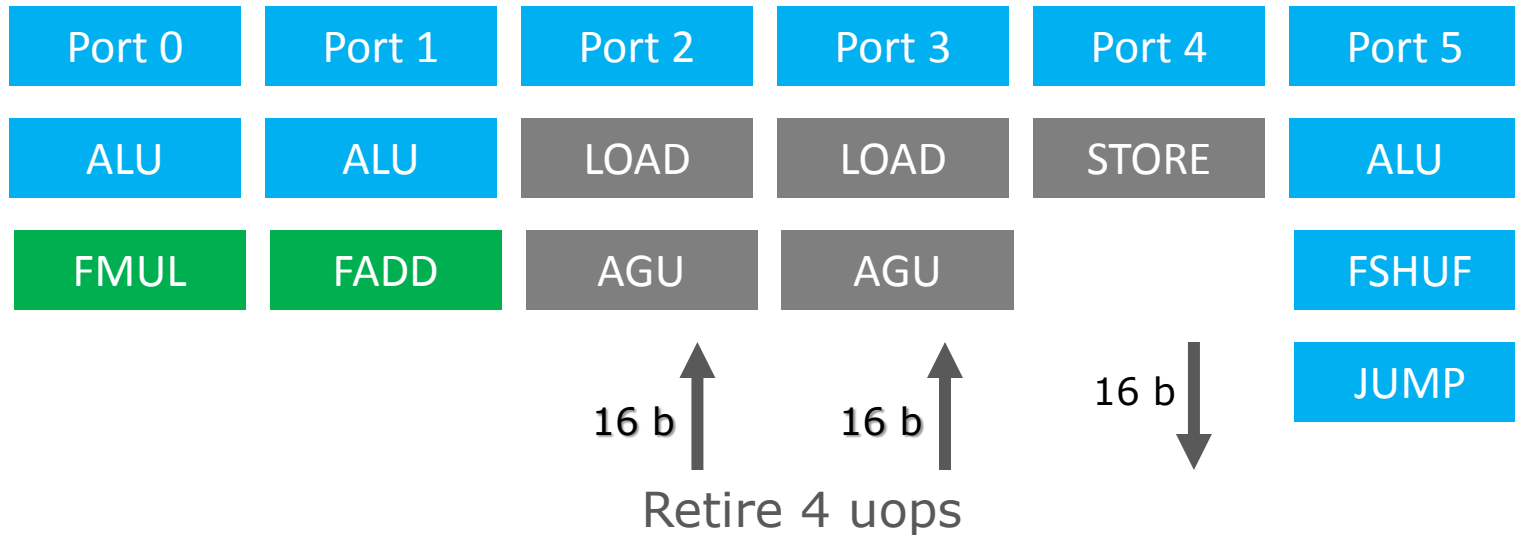 Port 0 Port 1 Port 2 Port 3 Port 4 Port 5
ALU ALU LOAD LOAD STORE ALU
FMUL FADD AGU AGU FSHUF
JUMP
16 b 16 b 16 b
Retire 4 uops